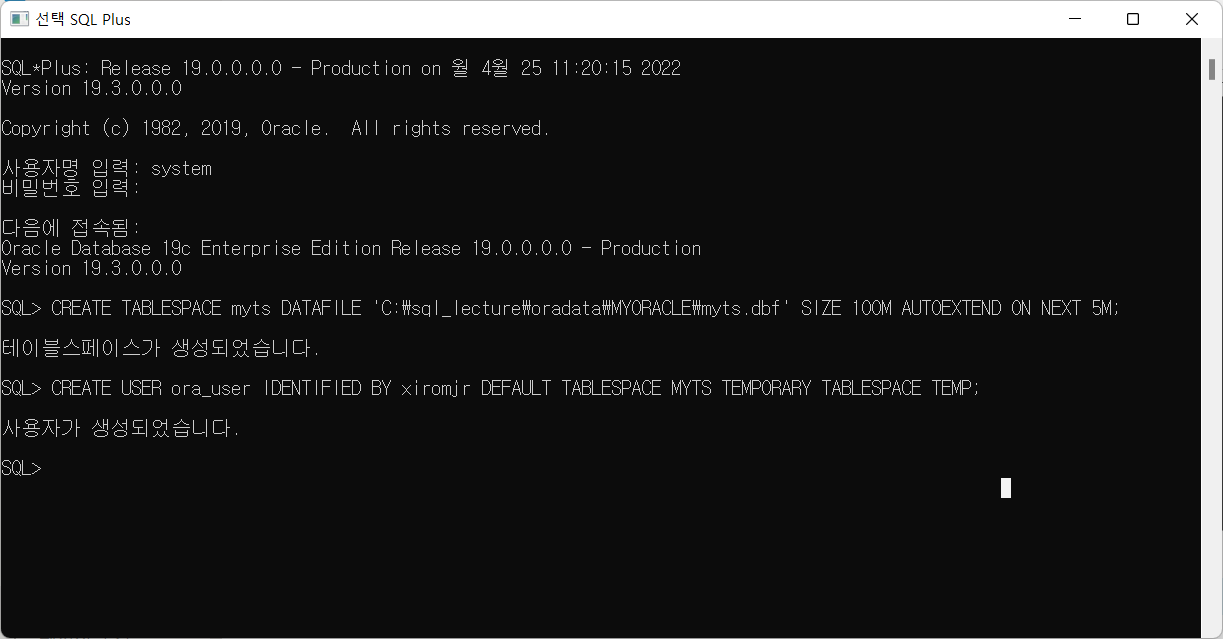 선택 SQL Plus
SQL*Plus: Release 19.0.0.0.0 - Production on 월 4월 25 11:20:15 2022
Version 19.3.0.0.0
Copyright (c) 1982, 2019, Oracle.  All rights reserved.
사용자명 입력: system
비밀번호 입력:
다음에 접속됨:
Oracle Database 19c Enterprise Edition Release 19.0.0.0.0 - Production
Version 19.3.0.0.0
SQL> CREATE TABLESPACE myts DATAFILE 'C:₩sql_lecture₩oradata₩MYORACLE₩myts.dbf' SIZE 100M AUTOEXTEND ON NEXT 5M;
테이블스페이스가 생성되었습니다.
SQL> CREATE USER ora_user IDENTIFIED BY xiromjr DEFAULT TABLESPACE MYTS TEMPORARY TABLESPACE TEMP;
사용자가 생성되었습니다.
SQL>